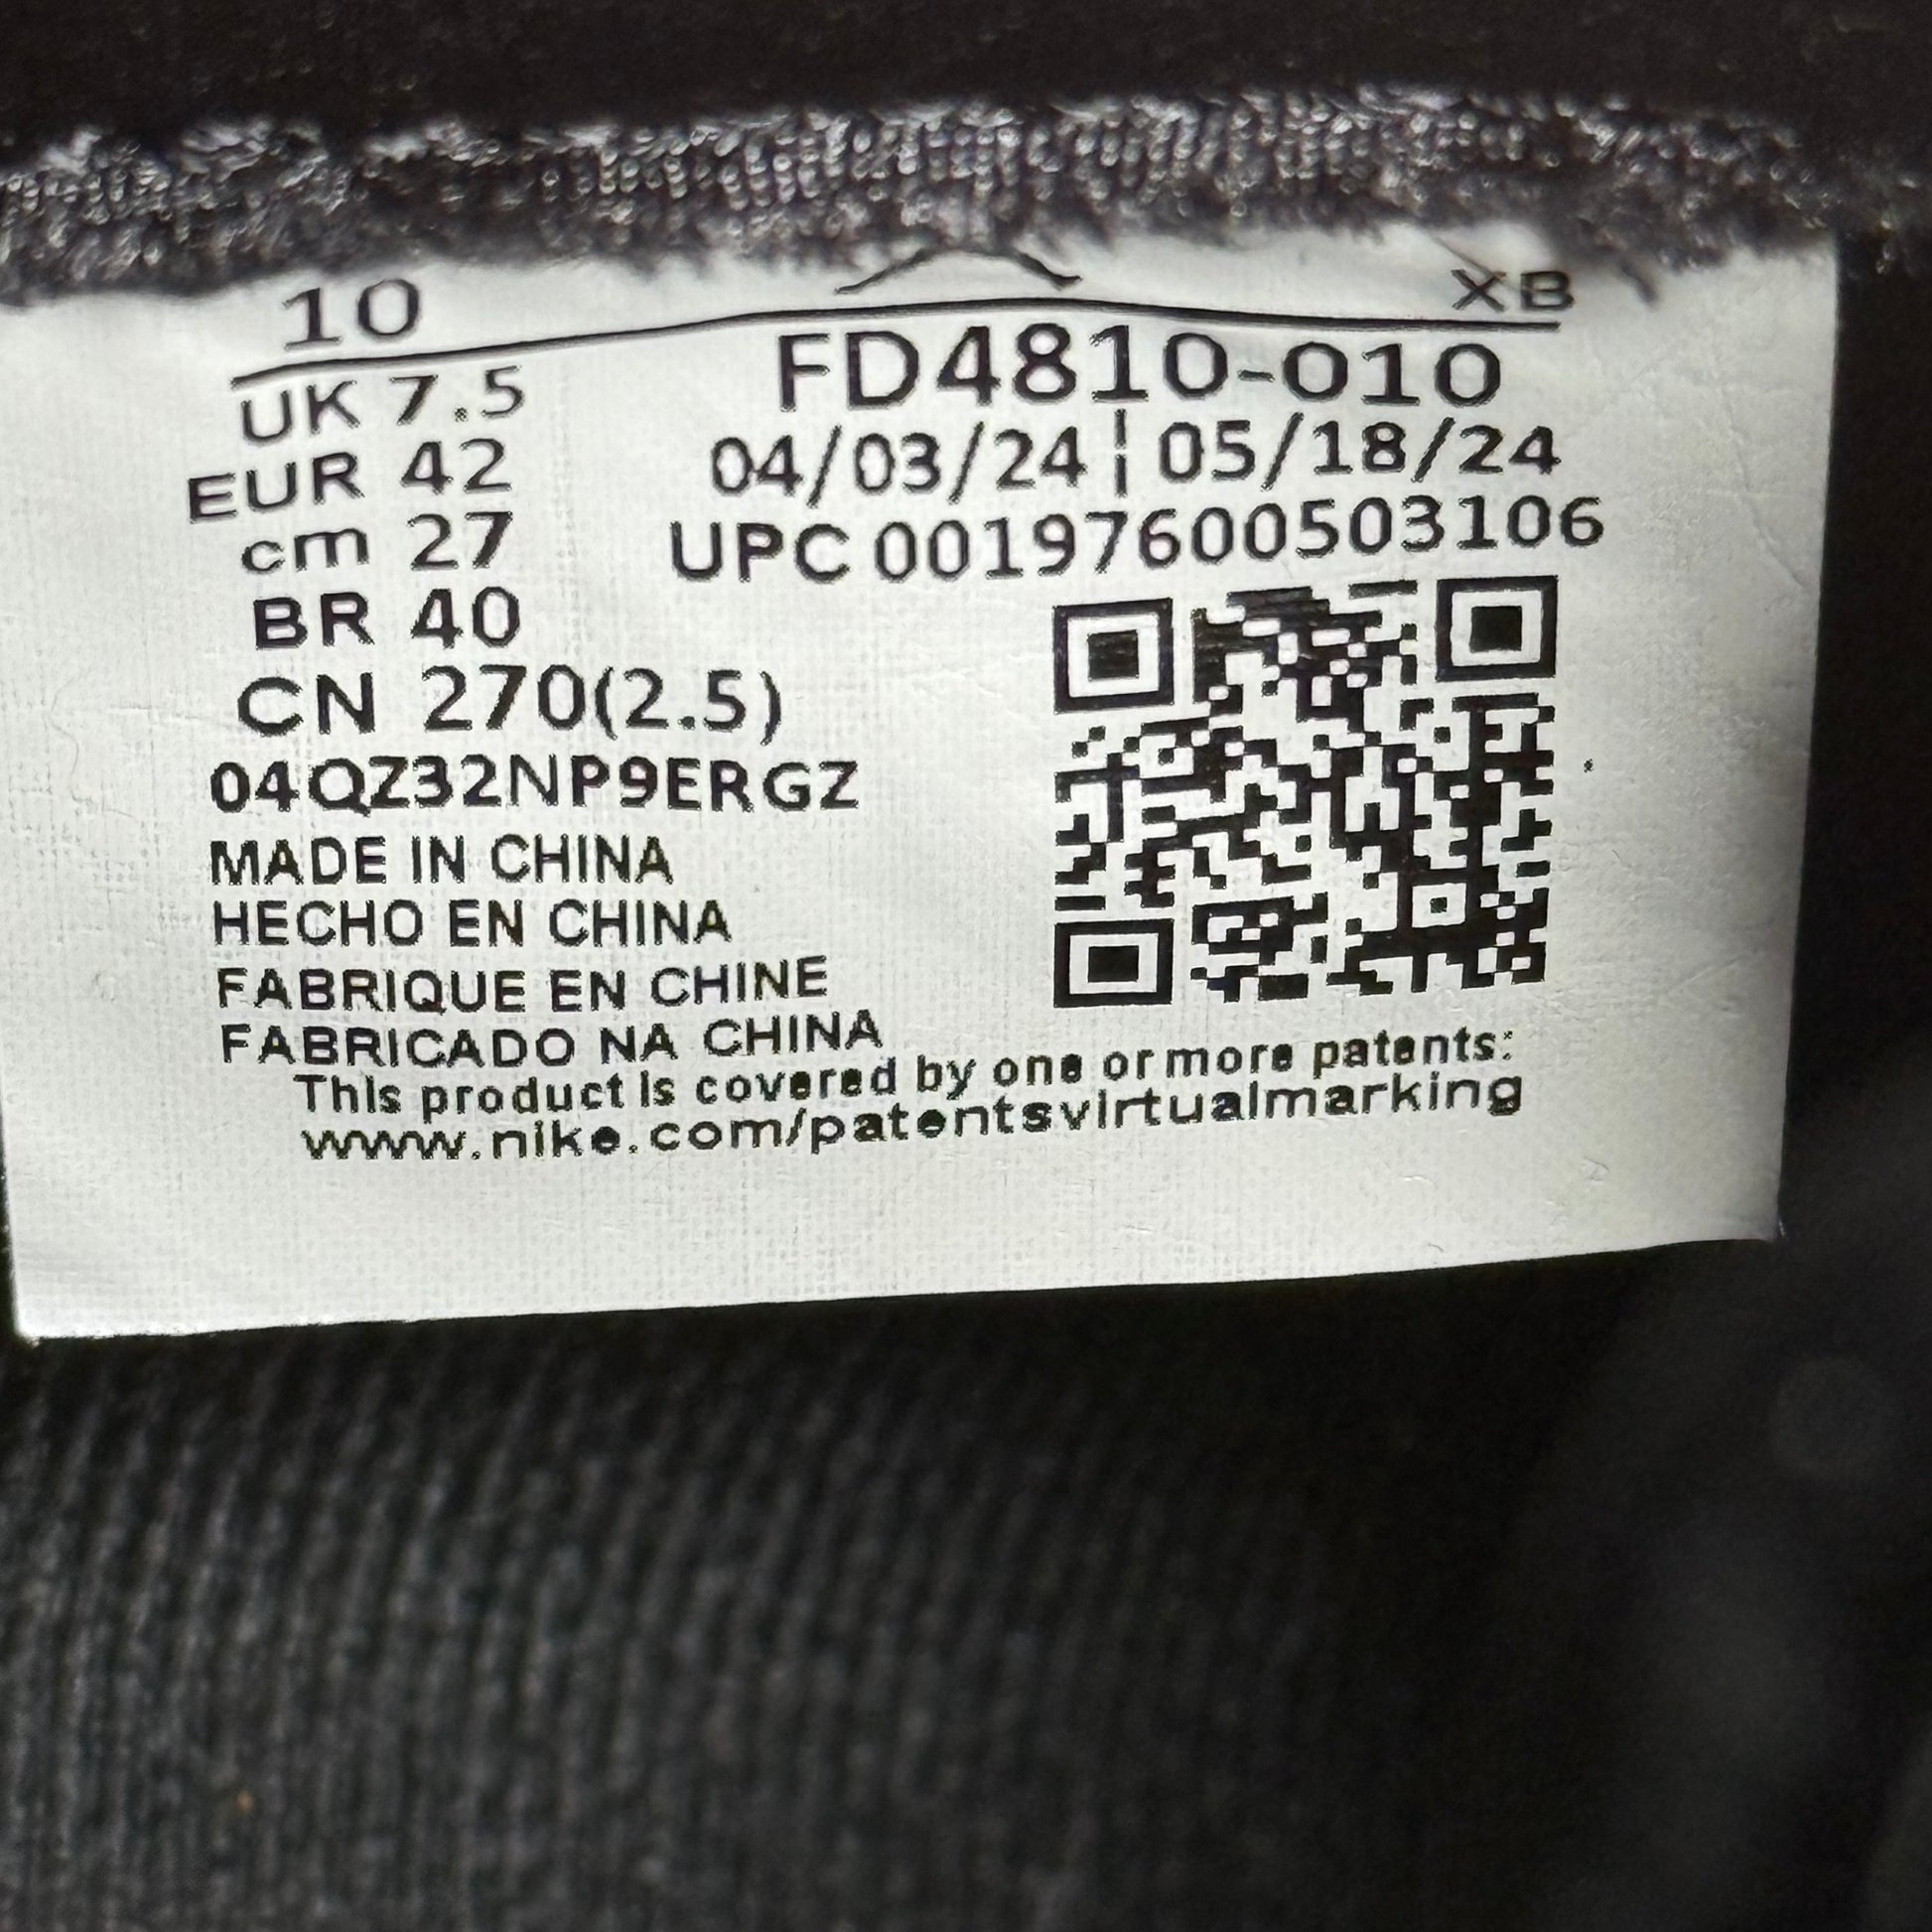 10 XB
UK 7.5 FD4810-010
EUR 42 04/03/24 ¦ 05/18/24
cm 27 UPC 00197600503106
BR 40
CN 270(2.5)
04QZ32NP9ERGZ
MADE IN CHINA
HECHO EN CHINA
FABRIQUE EN CHINE
FABRICADO NA CHINA
This product is covered by one or more patents:
www.nike.com/patentsvirtualmarking